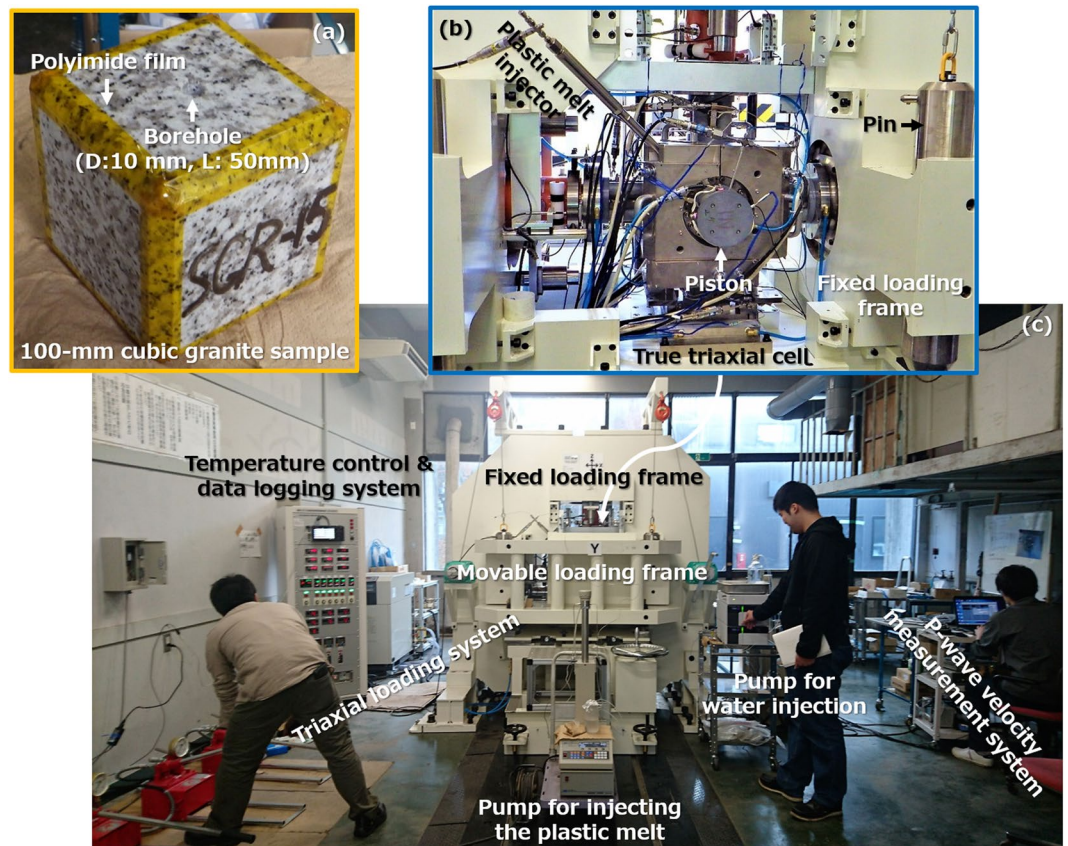 (a)
Polyimide film
Borehole
(D:10 mm, L: 50mm)
SGR-15
100-mm cubic granite sample
(b)
Plastic melt
injector
Pin
Piston
Fixed loading
frame
True triaxial cell
(c)
Temperature control &
data logging system
Fixed loading frame
Y
Movable loading frame
Triaxial loading system
Pump for
water injection
P-wave velocity
measurement system
Pump for injecting
the plastic melt